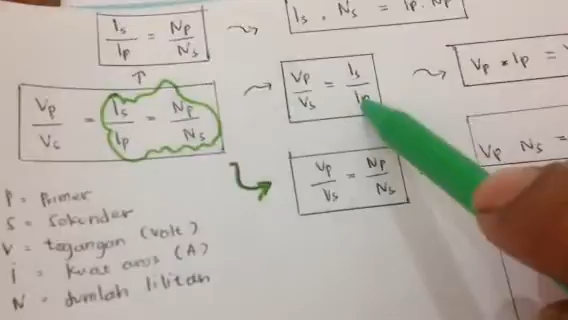 Is / Ip = Np / Ns
Is . Ns = Ip . Np
Vp / Vs = Is / Ip = Np / Ns
Vp / Vs = Is / Ip
Vp * Ip = V
Vp / Vs = Np / Ns
Vp Ns =
P = Primer
S = Sekunder
V = tegangan (volt)
i = kuat arus (A)
N = Jumlah lilitan